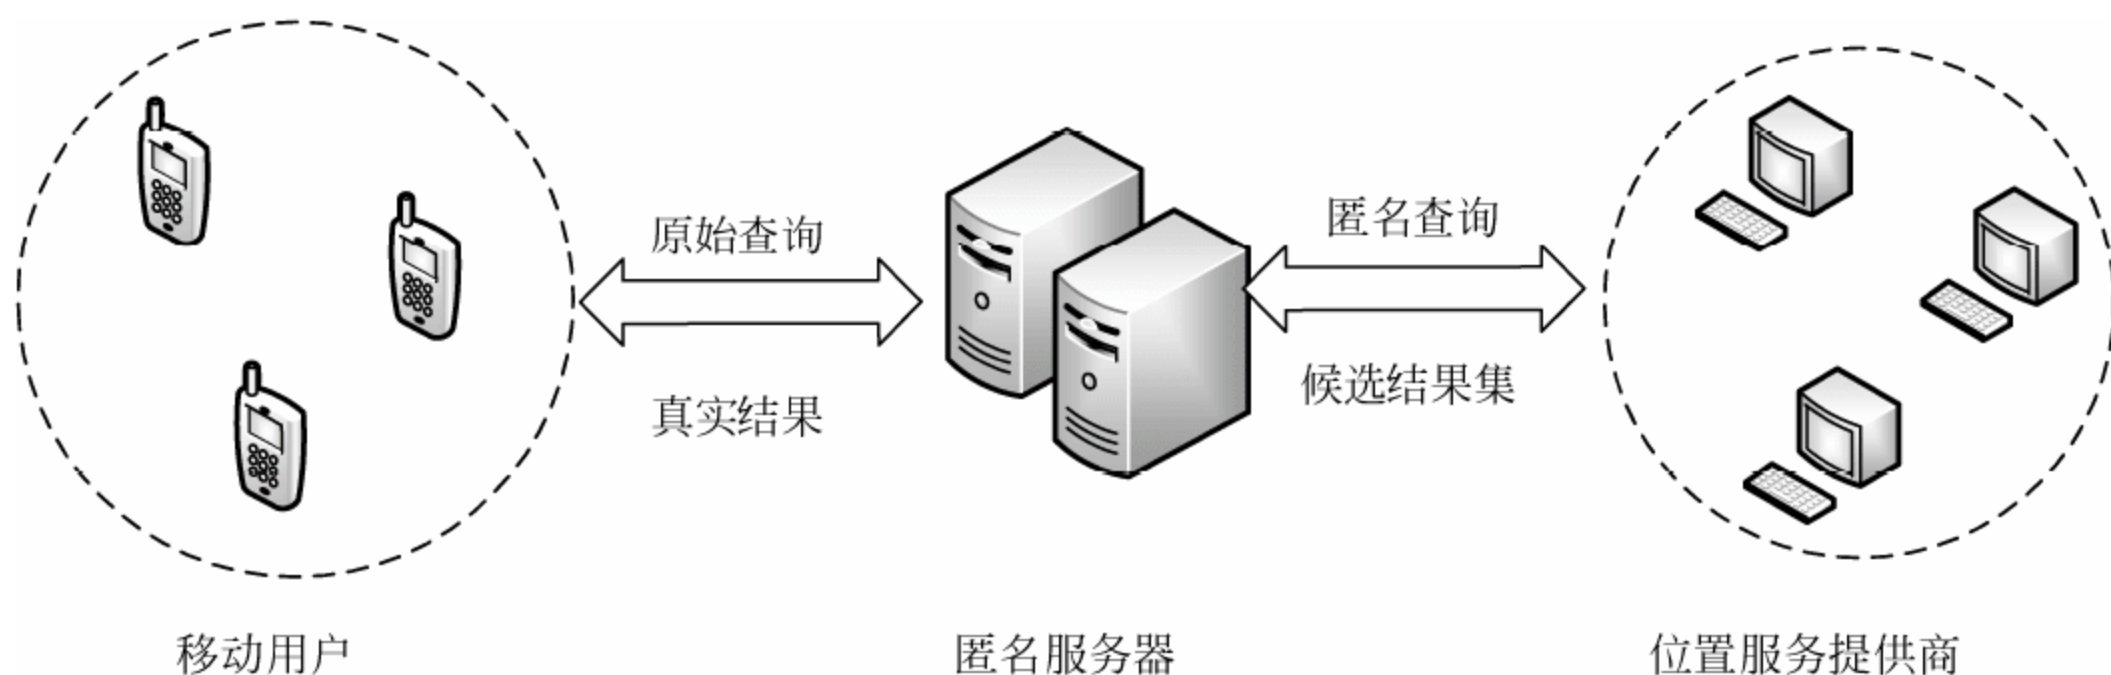 原始查询
真实结果
匿名查询
候选结果集
移动用户
匿名服务器
位置服务提供商